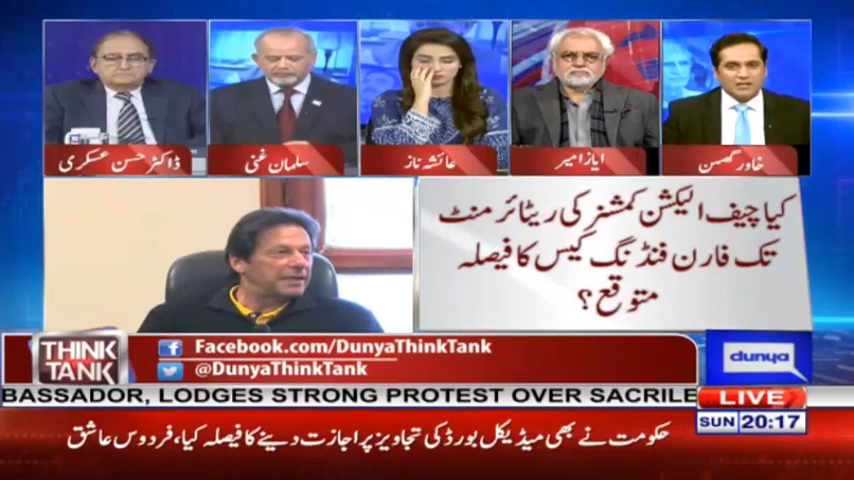 ڈاکٹر حسن عسکری
سلمان غنی
عائشہ ناز
ایاز امیر
خاور گھمن
کیا چیف الیکشن کمشنر کی ریٹائرمنٹ
تک فارن فنڈنگ کیس کا فیصلہ
متوقع؟
THINK
TANK
Facebook.com/DunyaThinkTank
@DunyaThinkTank
dunya
BASSADOR, LODGES STRONG PROTEST OVER SACRILE
LIVE
SUN 20:17
حکومت نے بھی میڈیکل بورڈ کی تجاویز پر اجازت دینے کا فیصلہ کیا، فردوس عاشق